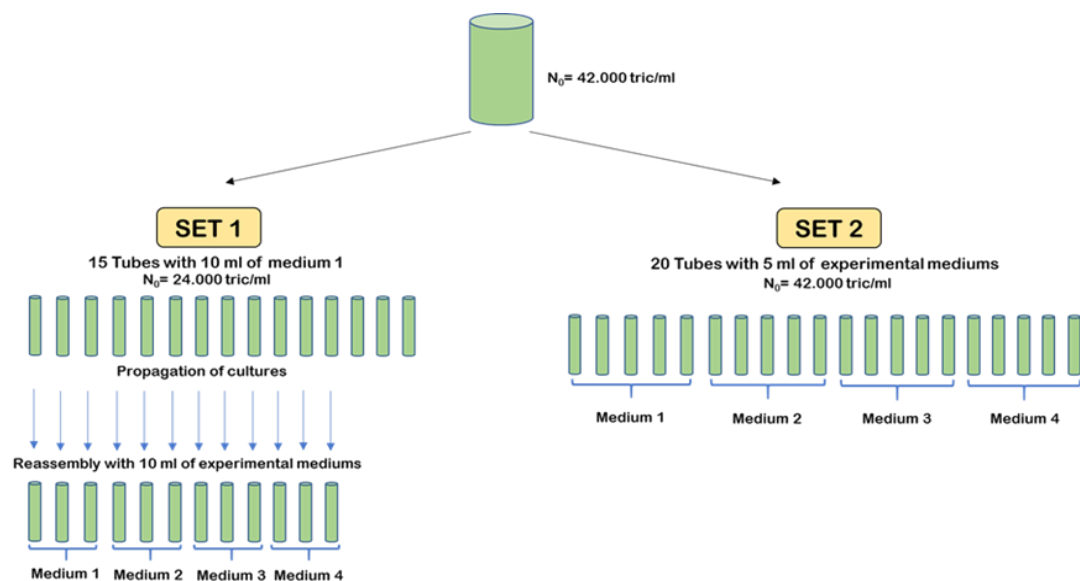 N₀= 42.000 tric/ml
SET 1
15 Tubes with 10 ml of medium 1
N₀= 24.000 tric/ml
Propagation of cultures
Reassembly with 10 ml of experimental mediums
Medium 1 Medium 2 Medium 3 Medium 4
SET 2
20 Tubes with 5 ml of experimental mediums
N₀= 42.000 tric/ml
Medium 1 Medium 2 Medium 3 Medium 4